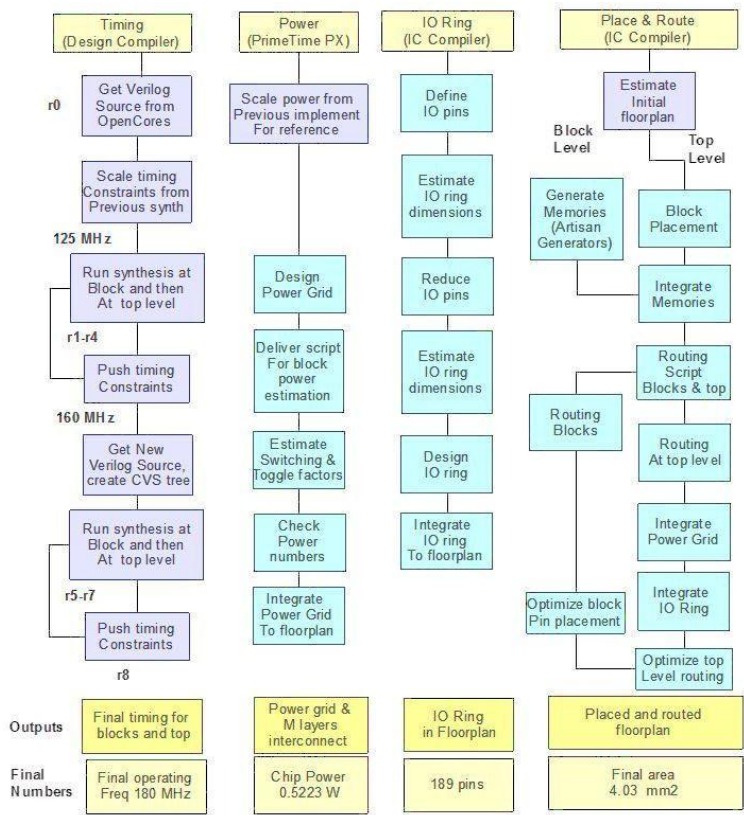 Timing
(Design Compiler)
r0
Get Verilog
Source from
OpenCores
Scale timing
Constraints from
Previous synth
125 MHz
Run synthesis at
Block and then
At top level
r1-r4
Push timing
Constraints
160 MHz
Get New
Verilog Source,
create CVS tree
Run synthesis at
Block and then
At top level
r5-r7
Push timing
Constraints
r8
Power
(PrimeTime PX)
Scale power from
Previous implement
For reference
Design
Power Grid
Deliver script
For block
power
estimation
Estimate
Switching &
Toggle factors
Check
Power
numbers
Integrate
Power Grid
To floorplan
IO Ring
(IC Compiler)
Define
IO pins
Estimate
IO ring
dimensions
Reduce
IO pins
Estimate
IO ring
dimensions
Design
IO ring
Integrate
IO ring
To floorplan
Place & Route
(IC Compiler)
Estimate
Initial
floorplan
Block
Level
Top
Level
Generate
Memories
(Artisan
Generators)
Block
Placement
Integrate
Memories
Routing
Script
Blocks & top
Routing
Blocks
Routing
At top level
Integrate
Power Grid
Integrate
IO Ring
Optimize block
Pin placement
Optimize top
Level routing
Outputs
Final timing for
blocks and top
Power grid &
M layers
interconnect
IO Ring
in Floorplan
Placed and routed
floorplan
Final
Numbers
Final operating
Freq 180 MHz
Chip Power
0.5223 W
189 pins
Final area
4.03 mm2